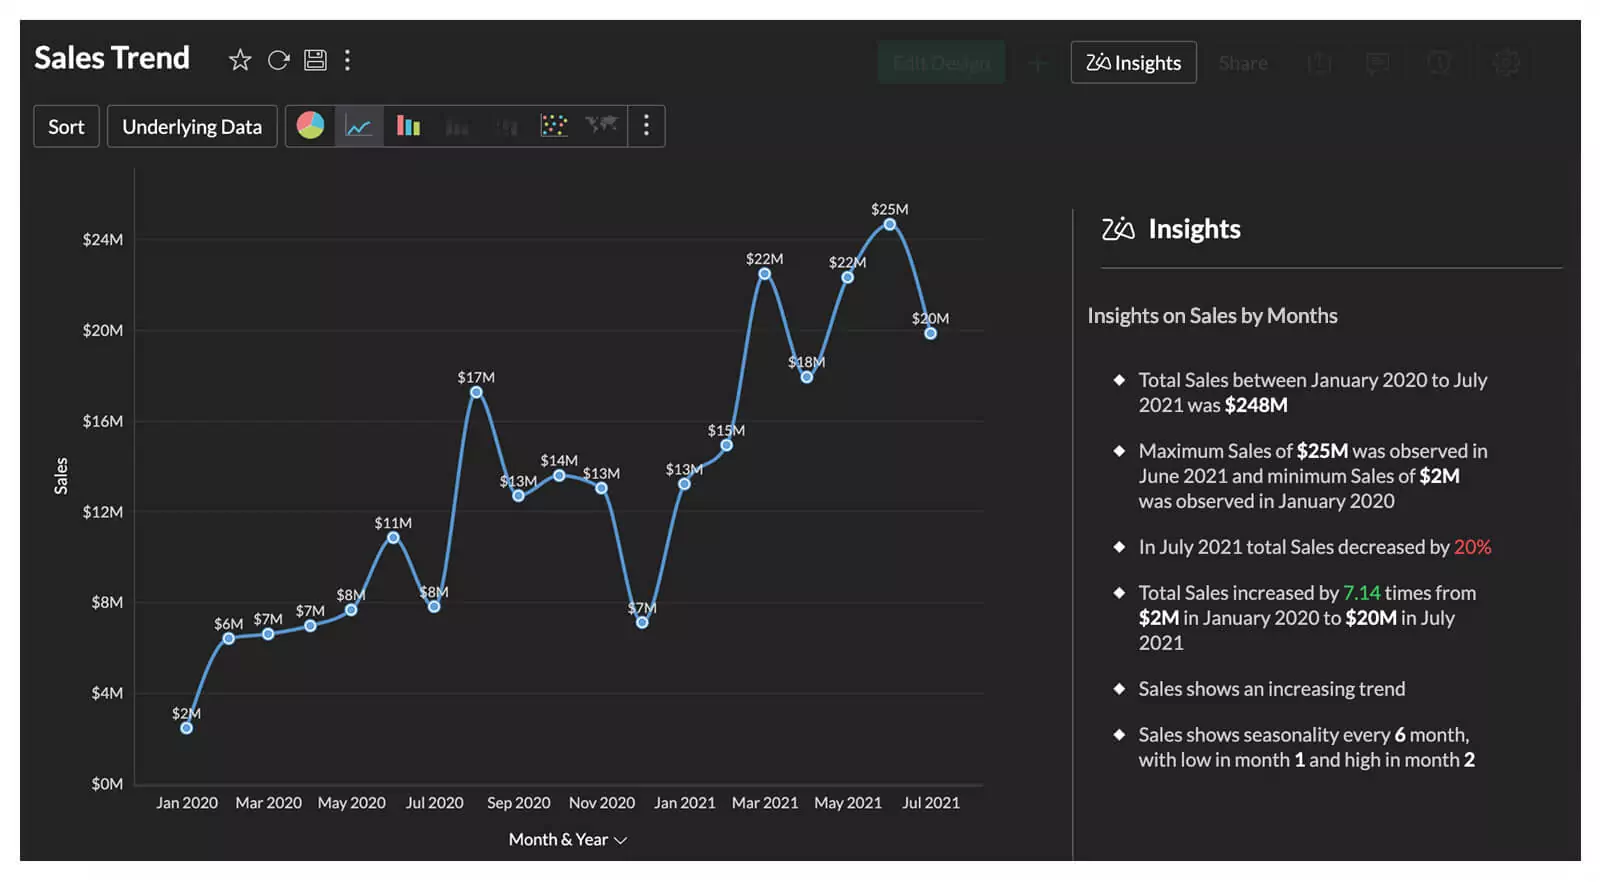 Sales Trend
Edit Design
+
Zia Insights
Share
Sort
Underlying Data
Sales
$24M
$20M
$16M
$12M
$8M
$4M
$0M
$2M
$6M
$7M
$7M
$8M
$11M
$8M
$17M
$13M
$14M
$13M
$7M
$13M
$15M
$22M
$18M
$22M
$25M
$20M
Jan 2020
Mar 2020
May 2020
Jul 2020
Sep 2020
Nov 2020
Jan 2021
Mar 2021
May 2021
Jul 2021
Month & Year
Zia Insights
Insights on Sales by Months
Total Sales between January 2020 to July
2021 was $248M
Maximum Sales of $25M was observed in
June 2021 and minimum Sales of $2M
was observed in January 2020
In July 2021 total Sales decreased by 20%
Total Sales increased by 7.14 times from
$2M in January 2020 to $20M in July
2021
Sales shows an increasing trend
Sales shows seasonality every 6 month,
with low in month 1 and high in month 2